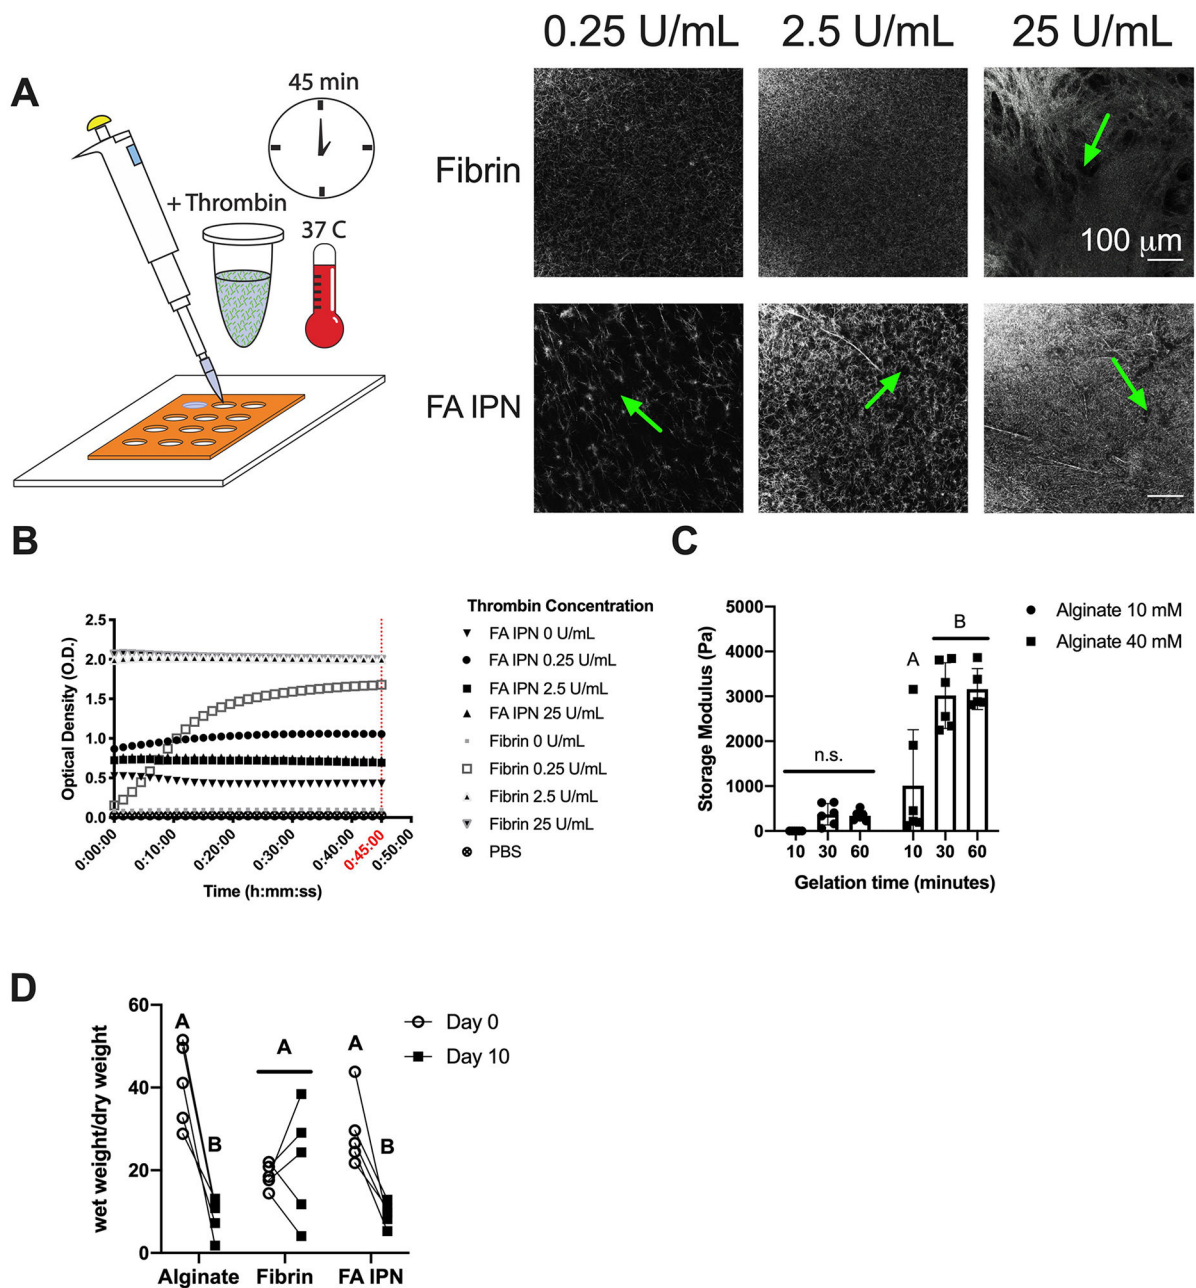 A
45 min
+ Thrombin
37 C
0.25 U/mL
2.5 U/mL
25 U/mL
Fibrin
100 μm
FA IPN
B
Optical Density (O.D.)
2.5
2.0
1.5
1.0
0.5
0.0
0:00:00
0:10:00
0:20:00
0:30:00
0:40:00
0:45:00
0:50:00
Time (h:mm:ss)
Thrombin Concentration
FA IPN 0 U/mL
FA IPN 0.25 U/mL
FA IPN 2.5 U/mL
FA IPN 25 U/mL
Fibrin 0 U/mL
Fibrin 0.25 U/mL
Fibrin 2.5 U/mL
Fibrin 25 U/mL
PBS
C
Storage Modulus (Pa)
5000
4000
3000
2000
1000
0
n.s.
A
B
10 30 60 10 30 60
Gelation time (minutes)
Alginate 10 mM
Alginate 40 mM
D
wet weight/dry weight
60
40
20
0
A
B
A
A
B
Alginate Fibrin FA IPN
Day 0
Day 10